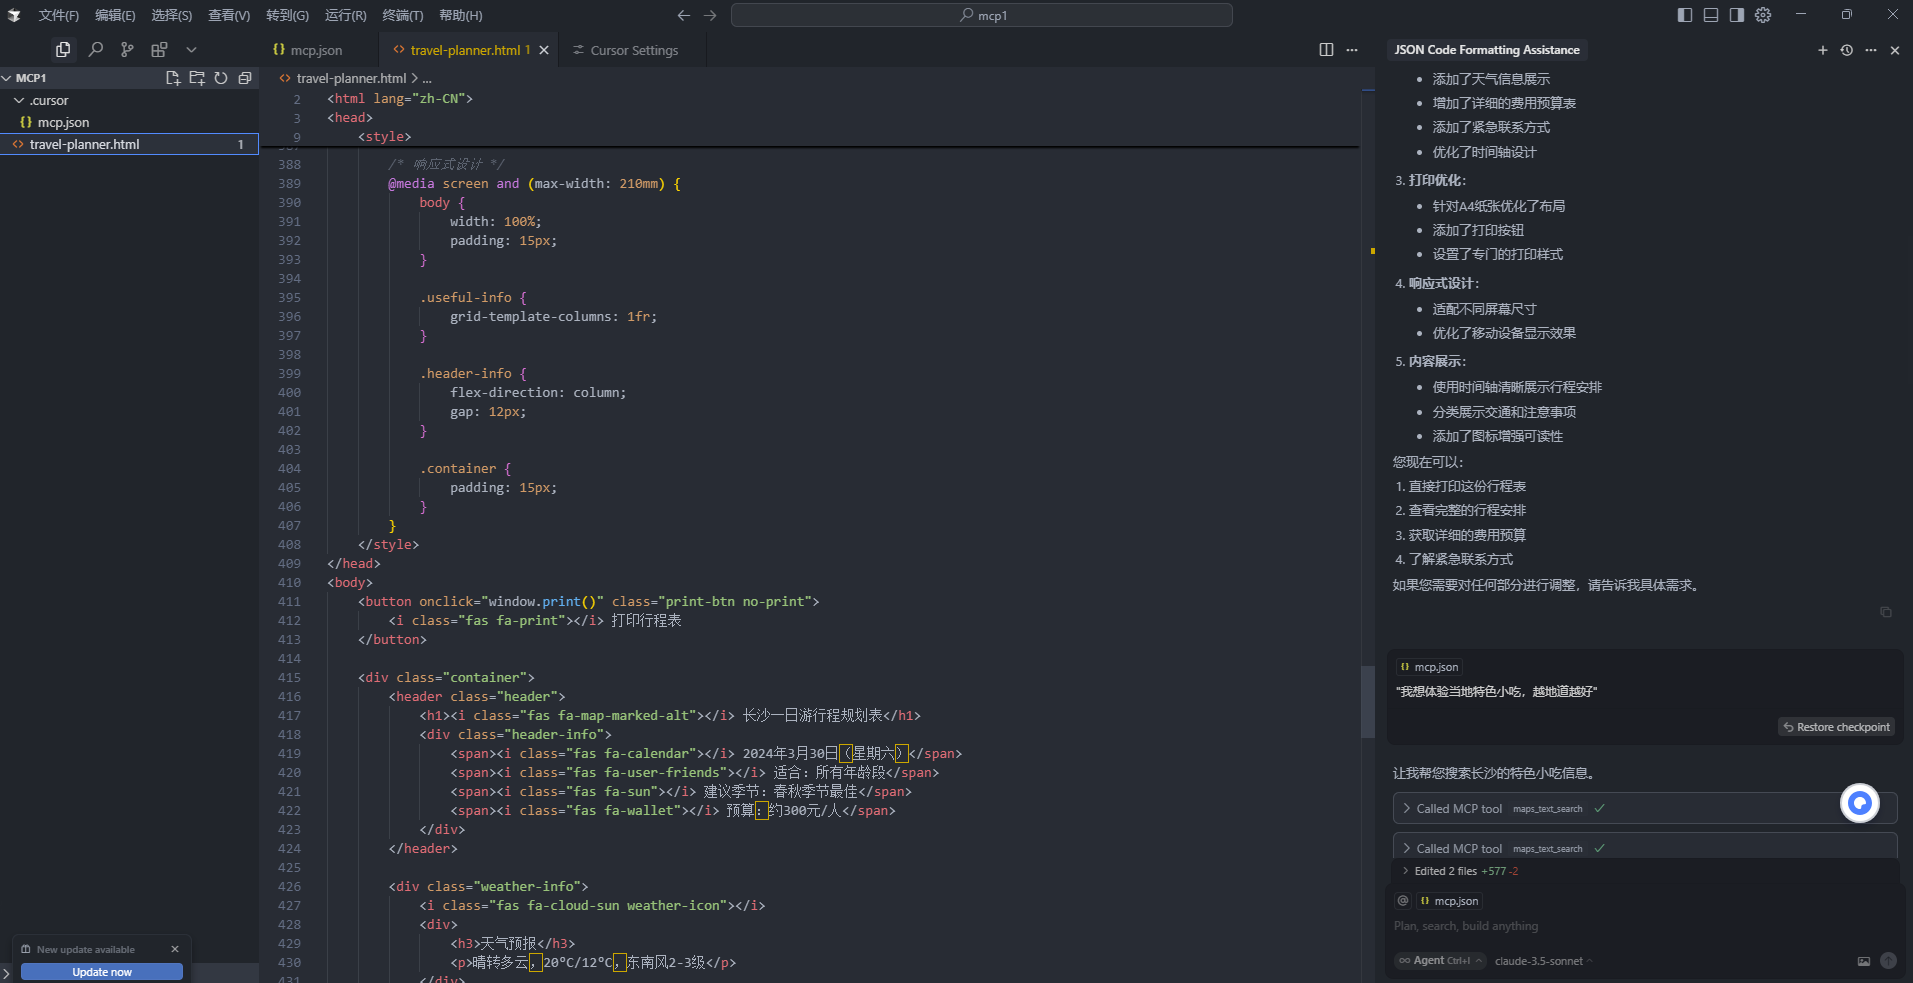 文件(F) 编辑(E) 选择(S) 查看(V) 转到(G) 运行(R) 终端(T) 帮助(H)
mcp1
mcp.json
travel-planner.html 1
Cursor Settings
MCP1
.cursor
mcp.json
travel-planner.html 1
travel-planner.html > ...
2 <html lang="zh-CN">
3 <head>
9 <style>
388 /* 响应式设计 */
389 @media screen and (max-width: 210mm) {
390 body {
391 width: 100%;
392 padding: 15px;
393 }
394
395 .useful-info {
396 grid-template-columns: 1fr;
397 }
398
399 .header-info {
400 flex-direction: column;
401 gap: 12px;
402 }
403
404 .container {
405 padding: 15px;
406 }
407 }
408 </style>
409 </head>
410 <body>
411 <button onclick="window.print()" class="print-btn no-print">
412 <i class="fas fa-print"></i> 打印行程表
413 </button>
414
415 <div class="container">
416 <header class="header">
417 <h1><i class="fas fa-map-marked-alt"></i> 长沙一日游行程规划表</h1>
418 <div class="header-info">
419 <span><i class="fas fa-calendar"></i> 2024年3月30日（星期六）</span>
420 <span><i class="fas fa-user-friends"></i> 适合：所有年龄段</span>
421 <span><i class="fas fa-sun"></i> 建议季节：春秋季节最佳</span>
422 <span><i class="fas fa-wallet"></i> 预算：约300元/人</span>
423 </div>
424 </header>
425
426 <div class="weather-info">
427 <i class="fas fa-cloud-sun weather-icon"></i>
428 <div>
429 <h3>天气预报</h3>
430 <p>晴转多云，20°C/12°C，东南风2-3级</p>
431 </div>
New update available
Update now
JSON Code Formatting Assistance
• 添加了天气信息展示
• 增加了详细的费用预算表
• 添加了紧急联系方式
• 优化了时间轴设计
3. 打印优化：
• 针对A4纸张优化了布局
• 添加了打印按钮
• 设置了专门的打印样式
4. 响应式设计：
• 适配不同屏幕尺寸
• 优化了移动设备显示效果
5. 内容展示：
• 使用时间轴清晰展示行程安排
• 分类展示交通和注意事项
• 添加了图标增强可读性
您现在可以：
1. 直接打印这份行程表
2. 查看完整的行程安排
3. 获取详细的费用预算
4. 了解紧急联系方式
如果您需要对任何部分进行调整，请告诉我具体需求。
mcp.json
"我想体验当地特色小吃，越地道越好"
Restore checkpoint
让我帮您搜索长沙的特色小吃信息。
Called MCP tool maps_text_search
Called MCP tool maps_text_search
Edited 2 files +577 -2
@ mcp.json
Plan, search, build anything
Agent Ctrl+I claude-3.5-sonnet